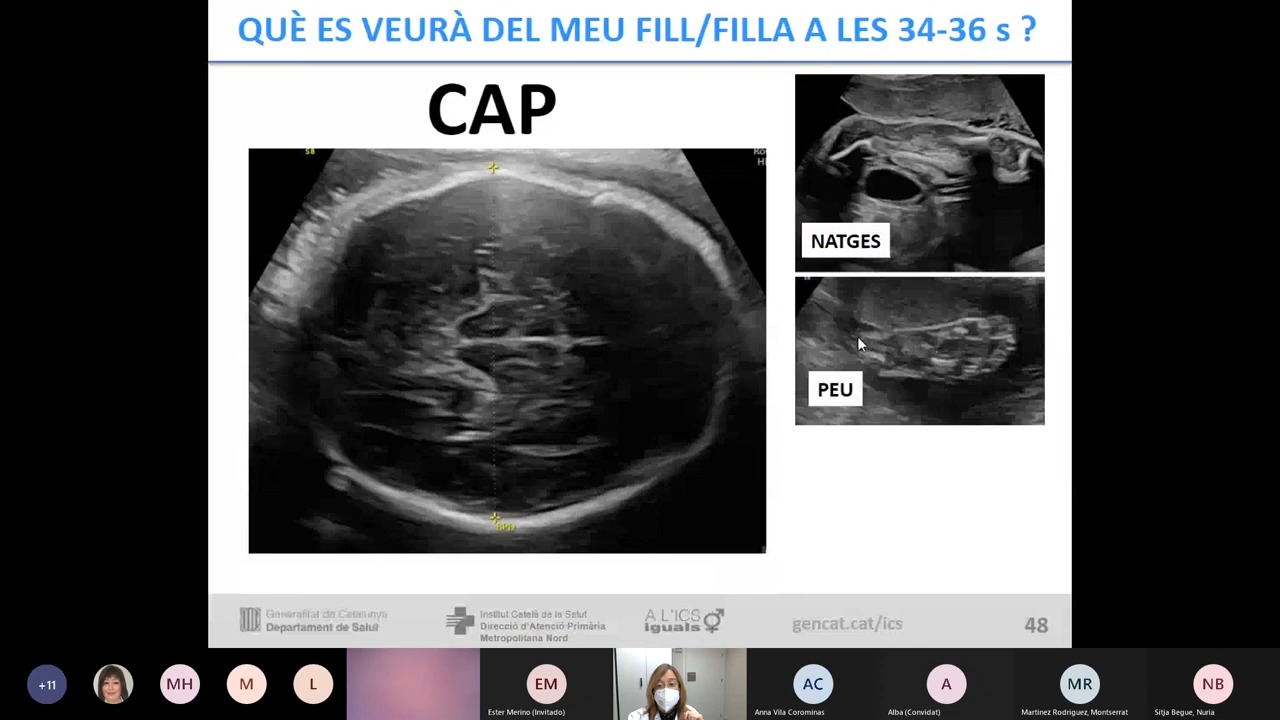 QUÈ ES VEURÀ DEL MEU FILL/FILLA A LES 34-36 s ?
CAP
NATGES
PEU
BPD
Generalitat de Catalunya
Departament de Salut
Institut Català de la Salut
Direcció d'Atenció Primària
Metropolitana Nord
A L'ICS
iguals
gencat.cat/ics
48
+11
MH
M
L
EM
Ester Merino (Invitado)
AC
Anna Vila Corominas
A
Alba (Convidat)
MR
Martinez Rodriguez, Montserrat
NB
Sitja Begue, Nuria